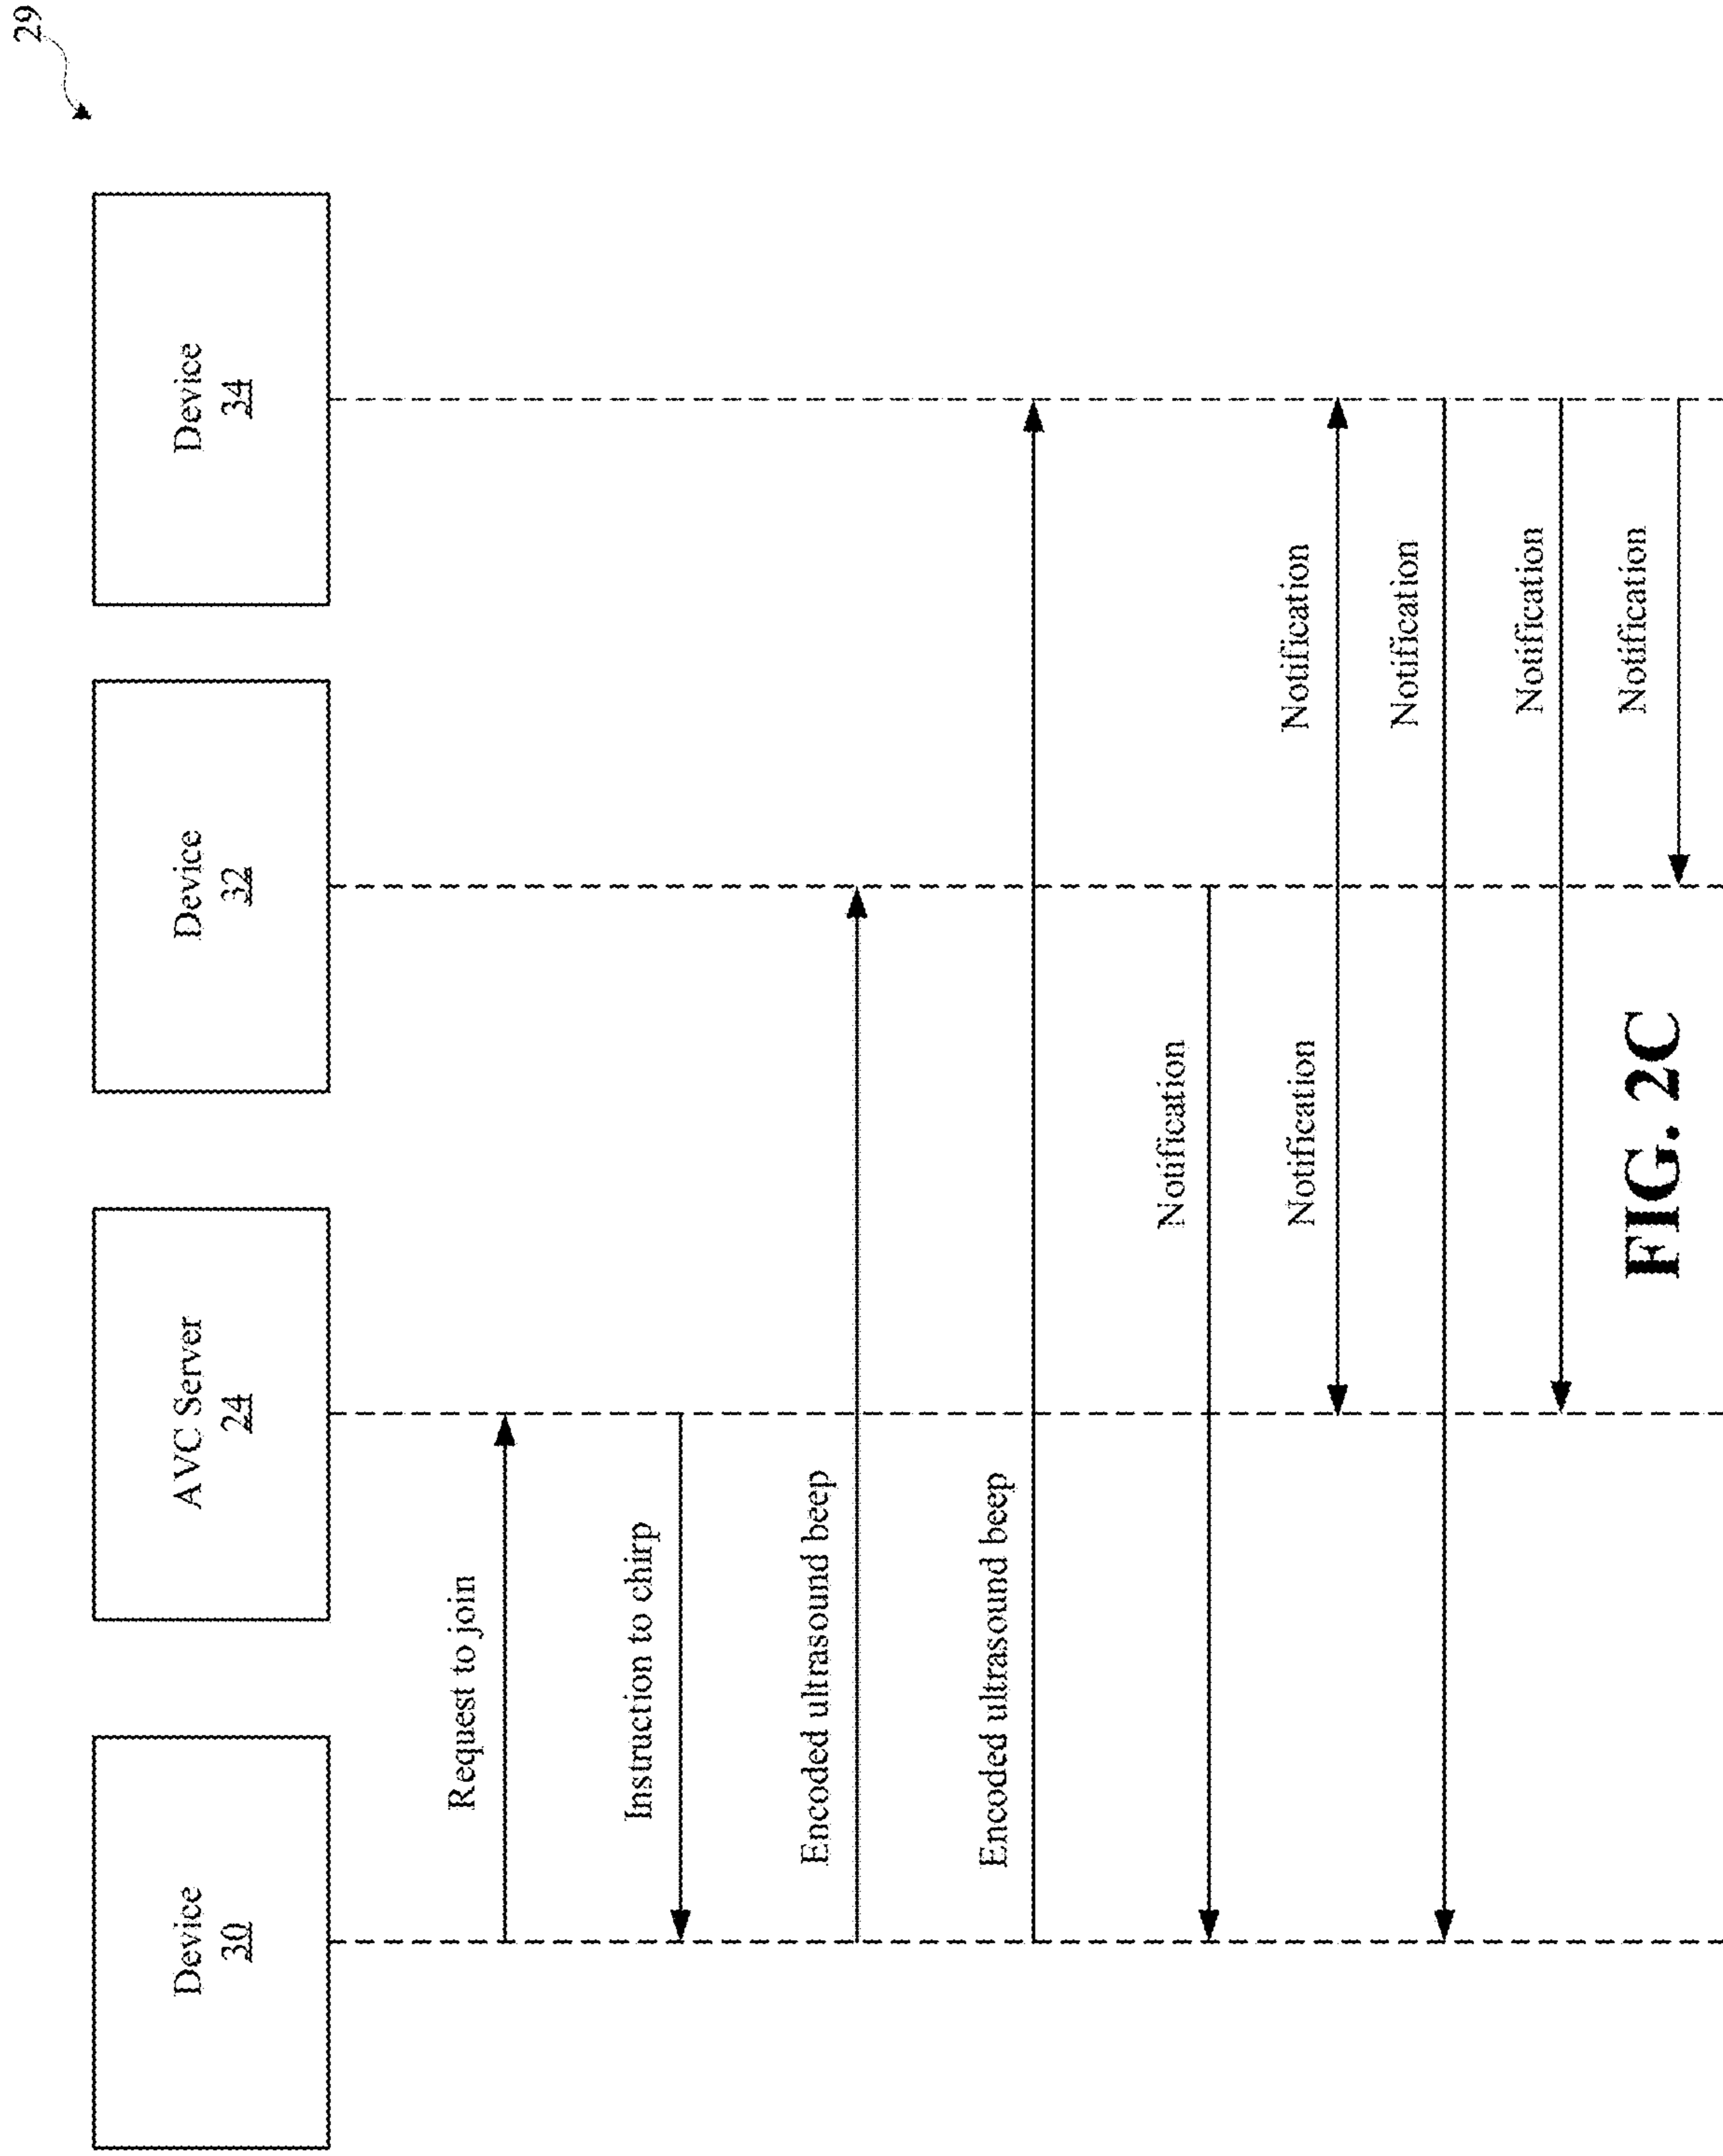 29
Device
30
AVC Server
24
Device
32
Device
34
Request to join
Instruction to chirp
Encoded ultrasound beep
Encoded ultrasound beep
Notification
Notification
Notification
Notification
Notification
Notification
FIG. 2C